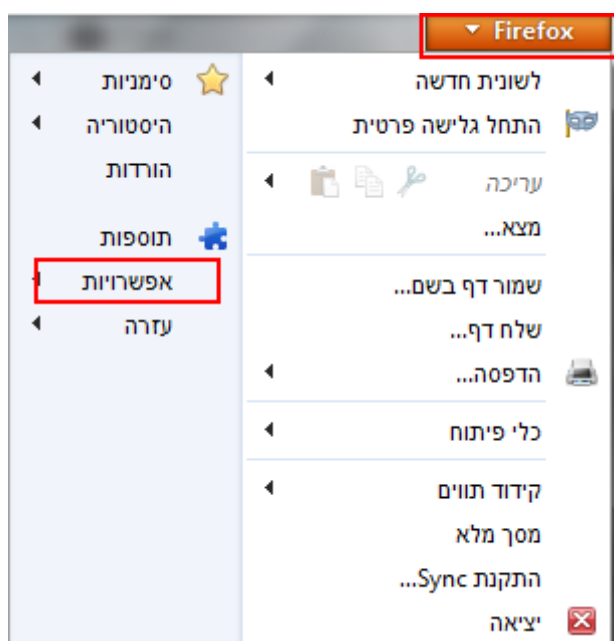 Firefox
לשונית חדשה
התחל גלישה פרטית
עריכה
מצא...
שמור דף בשם...
שלח דף...
הדפסה...
כלי פיתוח
קידוד תווים
מסך מלא
התקנת Sync...
יציאה
סימניות
היסטוריה
הורדות
תוספות
אפשרויות
עזרה